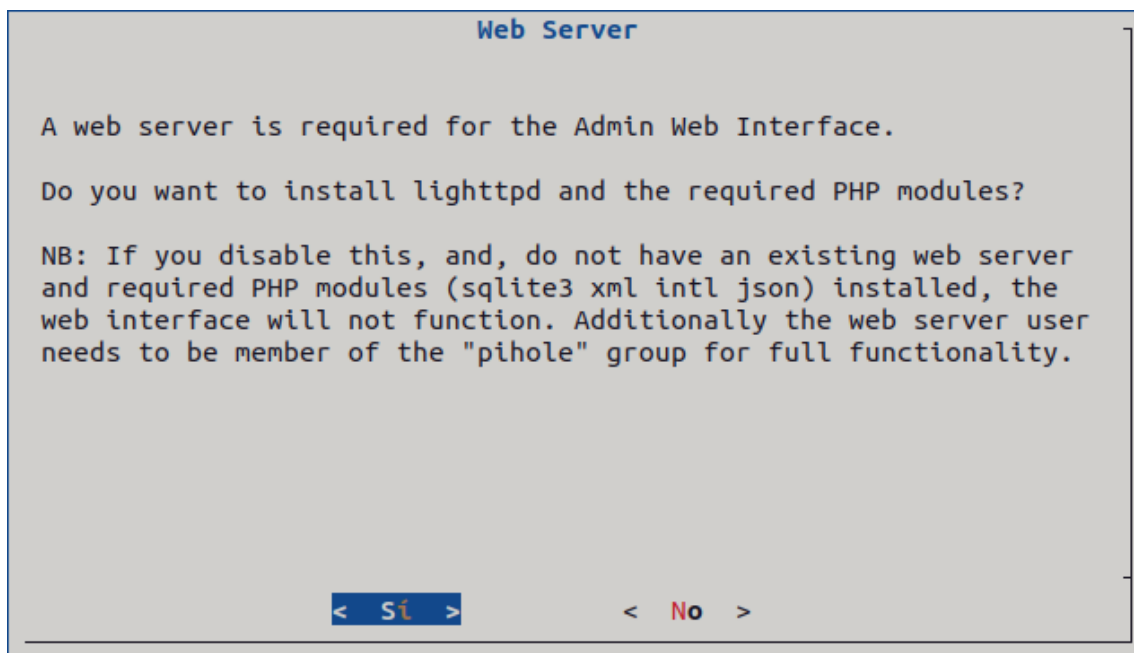 Web Server
A web server is required for the Admin Web Interface.
Do you want to install lighttpd and the required PHP modules?
NB: If you disable this, and, do not have an existing web server
and required PHP modules (sqlite3 xml intl json) installed, the
web interface will not function. Additionally the web server user
needs to be member of the "pihole" group for full functionality.
< Sí > < No >